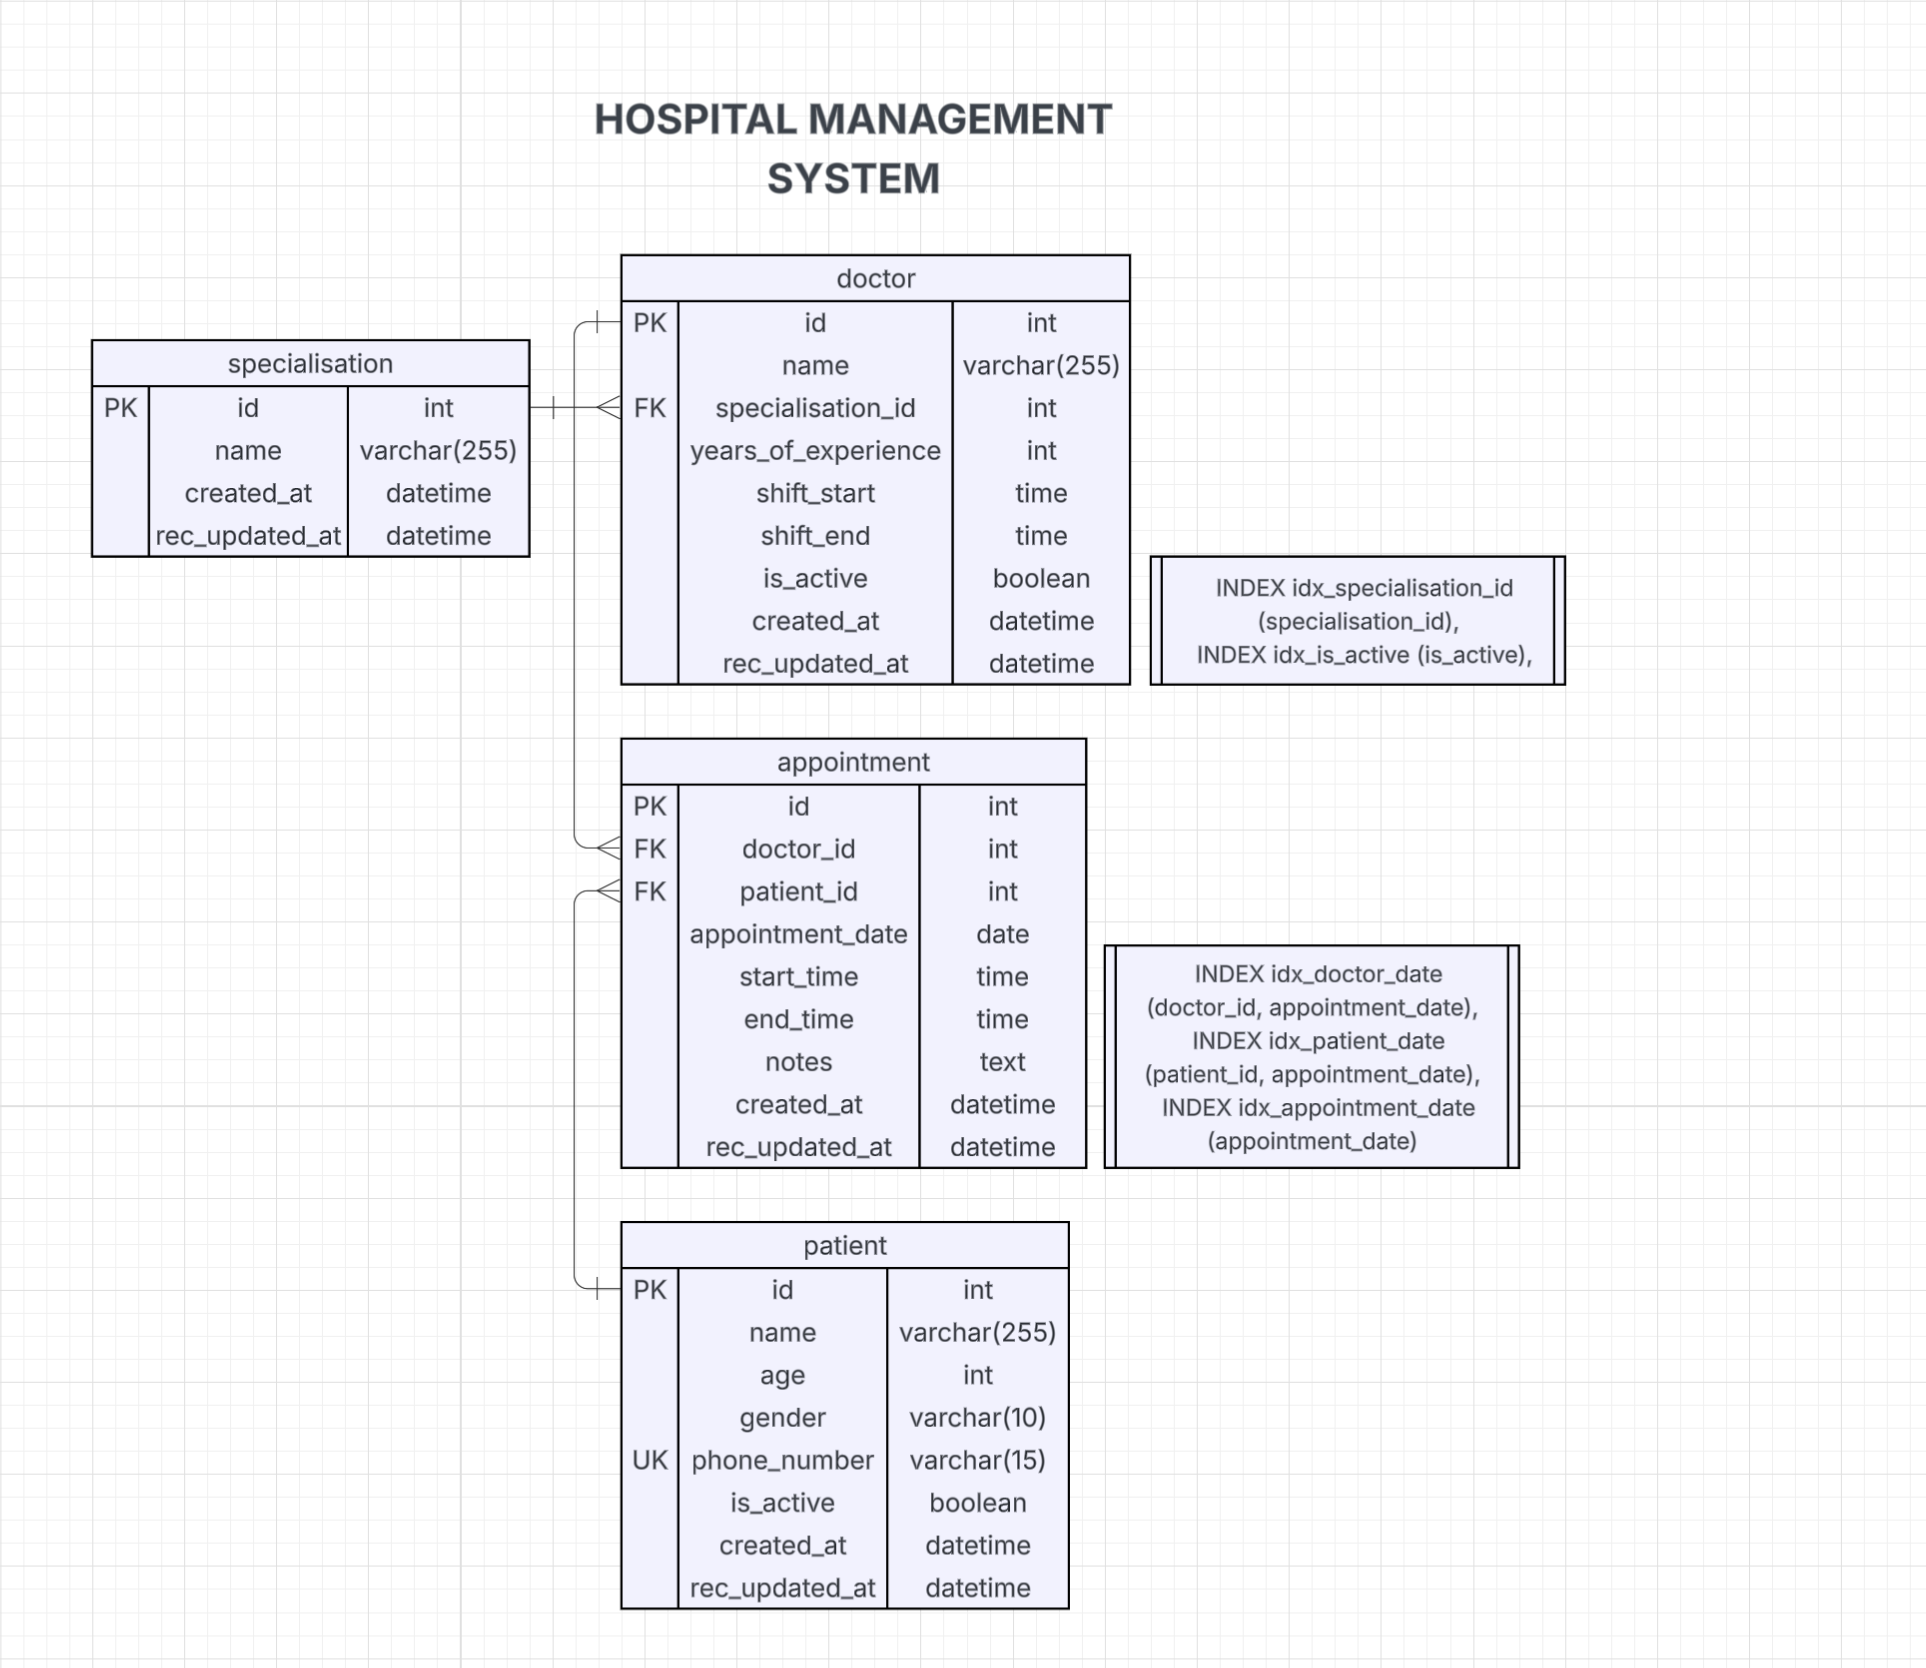 HOSPITAL MANAGEMENT
SYSTEM
specialisation
PK id int
name varchar(255)
created_at datetime
rec_updated_at datetime
doctor
PK id int
name varchar(255)
FK specialisation_id int
years_of_experience int
shift_start time
shift_end time
is_active boolean
created_at datetime
rec_updated_at datetime
INDEX idx_specialisation_id
(specialisation_id),
INDEX idx_is_active (is_active),
appointment
PK id int
FK doctor_id int
FK patient_id int
appointment_date date
start_time time
end_time time
notes text
created_at datetime
rec_updated_at datetime
INDEX idx_doctor_date
(doctor_id, appointment_date),
INDEX idx_patient_date
(patient_id, appointment_date),
INDEX idx_appointment_date
(appointment_date)
patient
PK id int
name varchar(255)
age int
gender varchar(10)
UK phone_number varchar(15)
is_active boolean
created_at datetime
rec_updated_at datetime